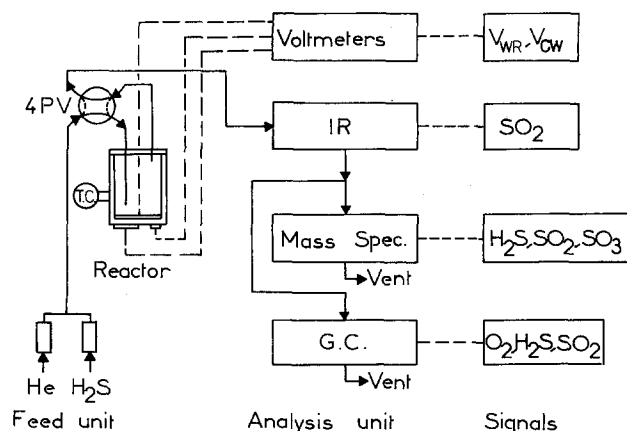 Voltmeters
V_WR, V_CW
4PV
IR
SO₂
T.C.
Reactor
Mass Spec.
H₂S, SO₂, SO₃
Vent
G.C.
O₂, H₂S, SO₂
Vent
He H₂S
Feed unit
Analysis unit
Signals